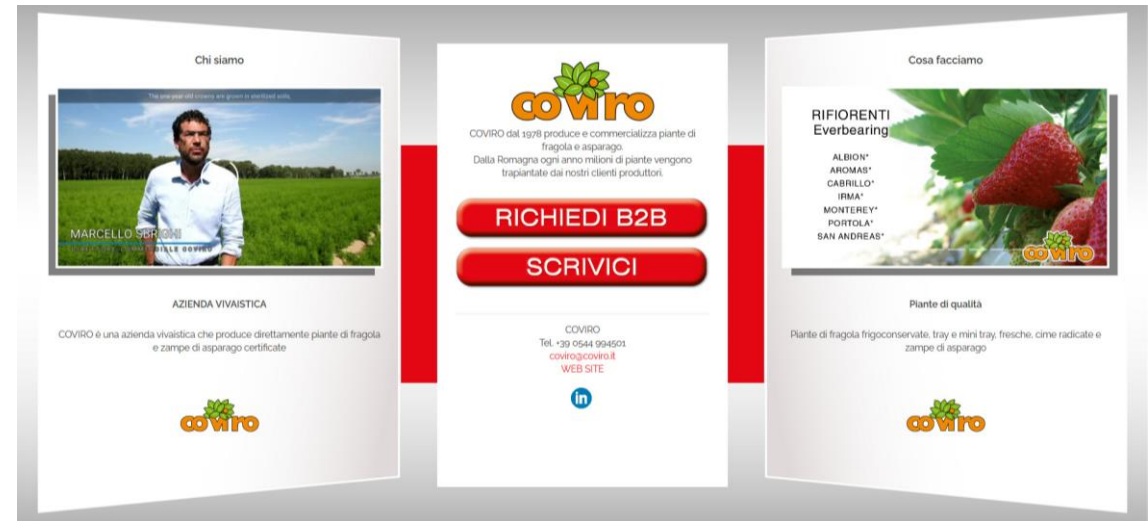 Chi siamo
The one year old crowns are grown in sterilized soils,
MARCELLO SBRIGHI
AZIENDA VIVAISTICA
COVIRO è una azienda vivaistica che produce direttamente piante di fragola
e zampe di asparago certificate
coviro
coviro
COVIRO dal 1978 produce e commercializza piante di
fragola e asparago.
Dalla Romagna ogni anno milioni di piante vengono
trapiantate dai nostri clienti produttori.
RICHIEDI B2B
SCRIVICI
COVIRO
Tel. +39 0544 994501
coviro@coviro.it
WEB SITE
in
Cosa facciamo
RIFIORENTI
Everbearing
ALBION*
AROMAS*
CABRILLO*
IRMA*
MONTEREY*
PORTOLA*
SAN ANDREAS*
coviro
Piante di qualità
Piante di fragola frigoconservate, tray e mini tray, fresche, cime radicate e
zampe di asparago
coviro